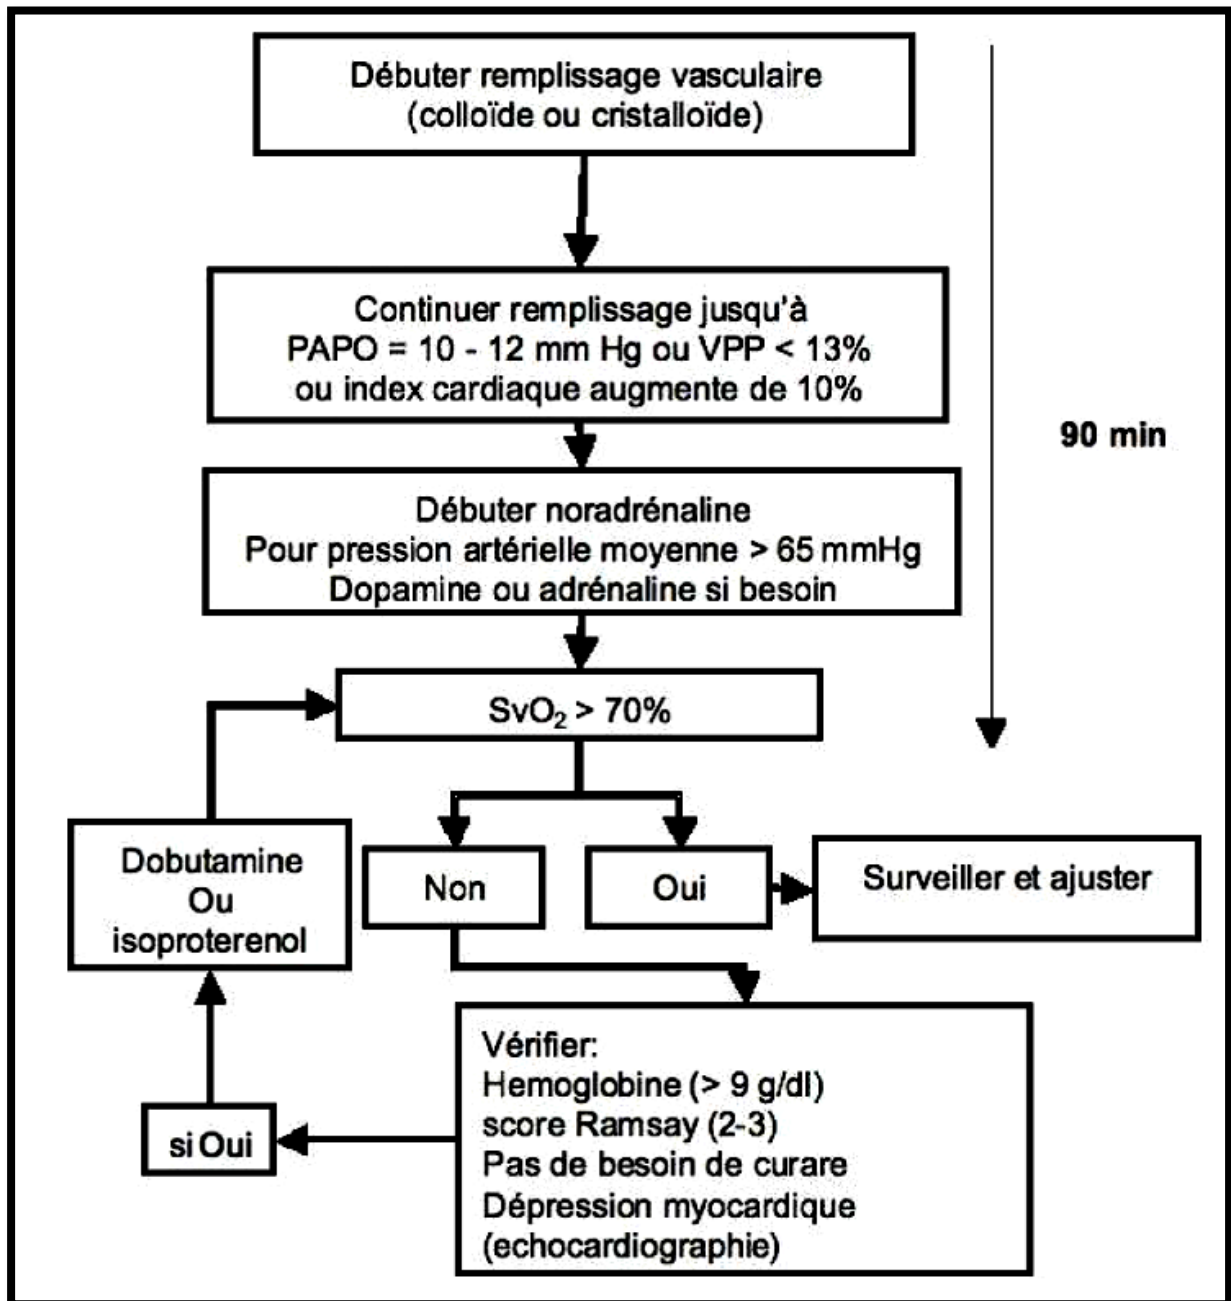 Débuter remplissage vasculaire
(colloïde ou cristalloïde)
Continuer remplissage jusqu'à
PAPO = 10 - 12 mm Hg ou VPP < 13%
ou index cardiaque augmente de 10%
90 min
Débuter noradrénaline
Pour pression artérielle moyenne > 65 mmHg
Dopamine ou adrénaline si besoin
SvO₂ > 70%
Dobutamine
Ou
isoproterenol
Non
Oui
Surveiller et ajuster
si Oui
Vérifier:
Hemoglobine (> 9 g/dl)
score Ramsay (2-3)
Pas de besoin de curare
Dépression myocardique
(echocardiographie)